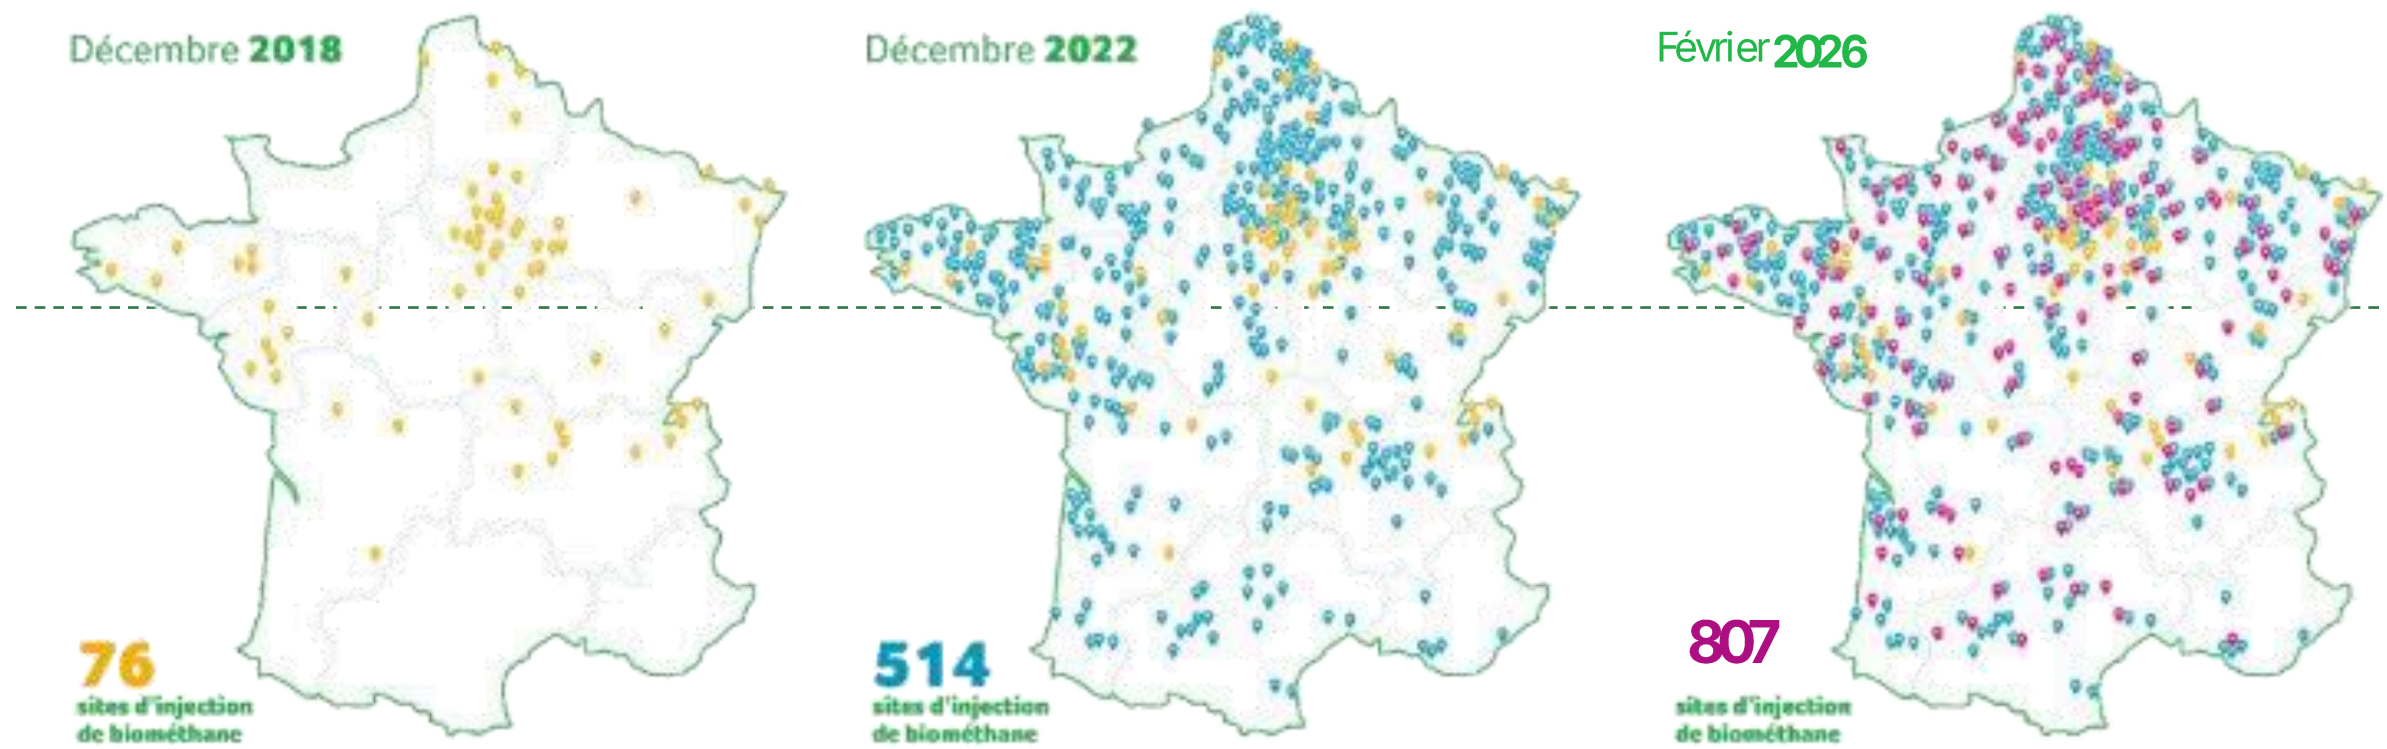 Décembre 2018
76
sites d'injection
de biométhane
Décembre 2022
514
sites d'injection
de biométhane
Février 2026
807
sites d'injection
de biométhane